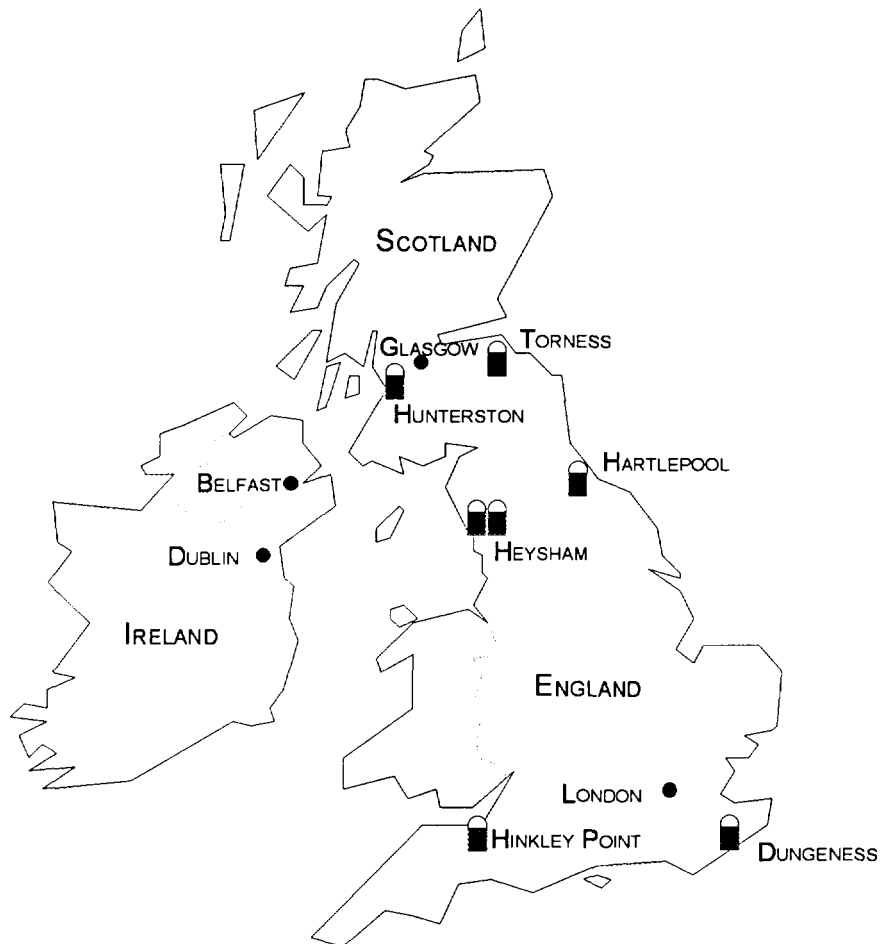 SCOTLAND
TORNESS
GLASGOW
HUNTERSTON
HARTLEPOOL
BELFAST
HEYSHAM
DUBLIN
IRELAND
ENGLAND
LONDON
HINKLEY POINT
DUNGENESS